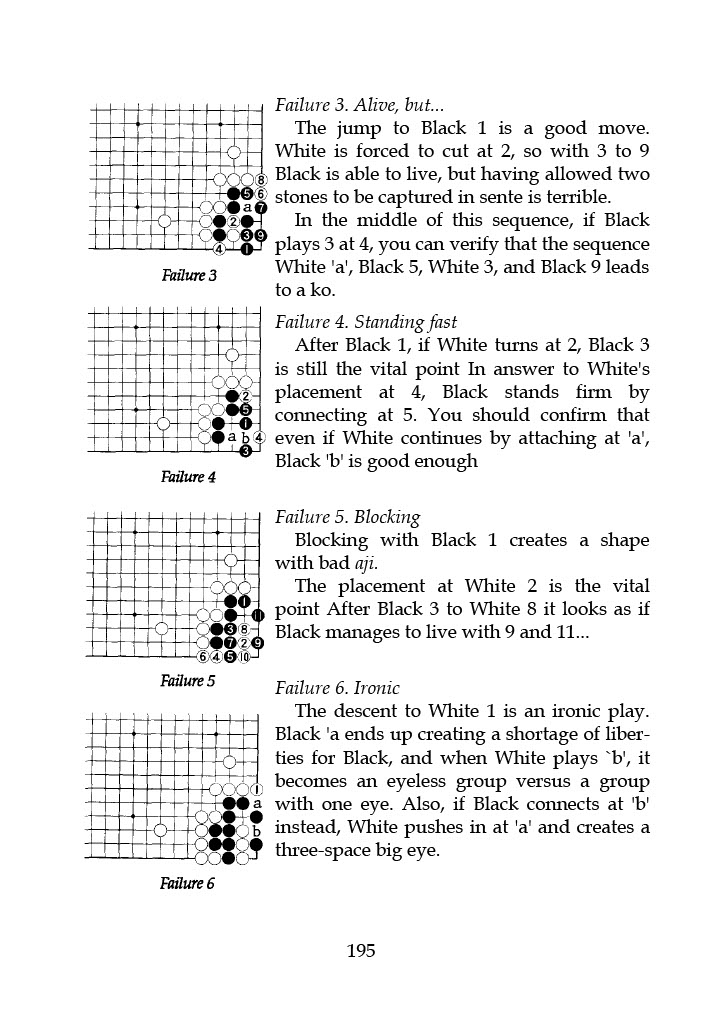 Failure 3. Alive, but...
The jump to Black 1 is a good move.
White is forced to cut at 2, so with 3 to 9
Black is able to live, but having allowed two
stones to be captured in sente is terrible.
In the middle of this sequence, if Black
plays 3 at 4, you can verify that the sequence
White 'a', Black 5, White 3, and Black 9 leads
to a ko.
8
5 6
a 7
2
3 9
4 1
Failure 3
Failure 4. Standing fast
After Black 1, if White turns at 2, Black 3
is still the vital point In answer to White's
placement at 4, Black stands firm by
connecting at 5. You should confirm that
even if White continues by attaching at 'a',
Black 'b' is good enough
2
5
1
a b 4
3
Failure 4
Failure 5. Blocking
Blocking with Black 1 creates a shape
with bad aji.
The placement at White 2 is the vital
point After Black 3 to White 8 it looks as if
Black manages to live with 9 and 11...
1
11
3 8
7 2 9
6 4 5 10
Failure 5
Failure 6. Ironic
The descent to White 1 is an ironic play.
Black 'a ends up creating a shortage of liber-
ties for Black, and when White plays `b', it
becomes an eyeless group versus a group
with one eye. Also, if Black connects at 'b'
instead, White pushes in at 'a' and creates a
three-space big eye.
1
a
b
Failure 6
195